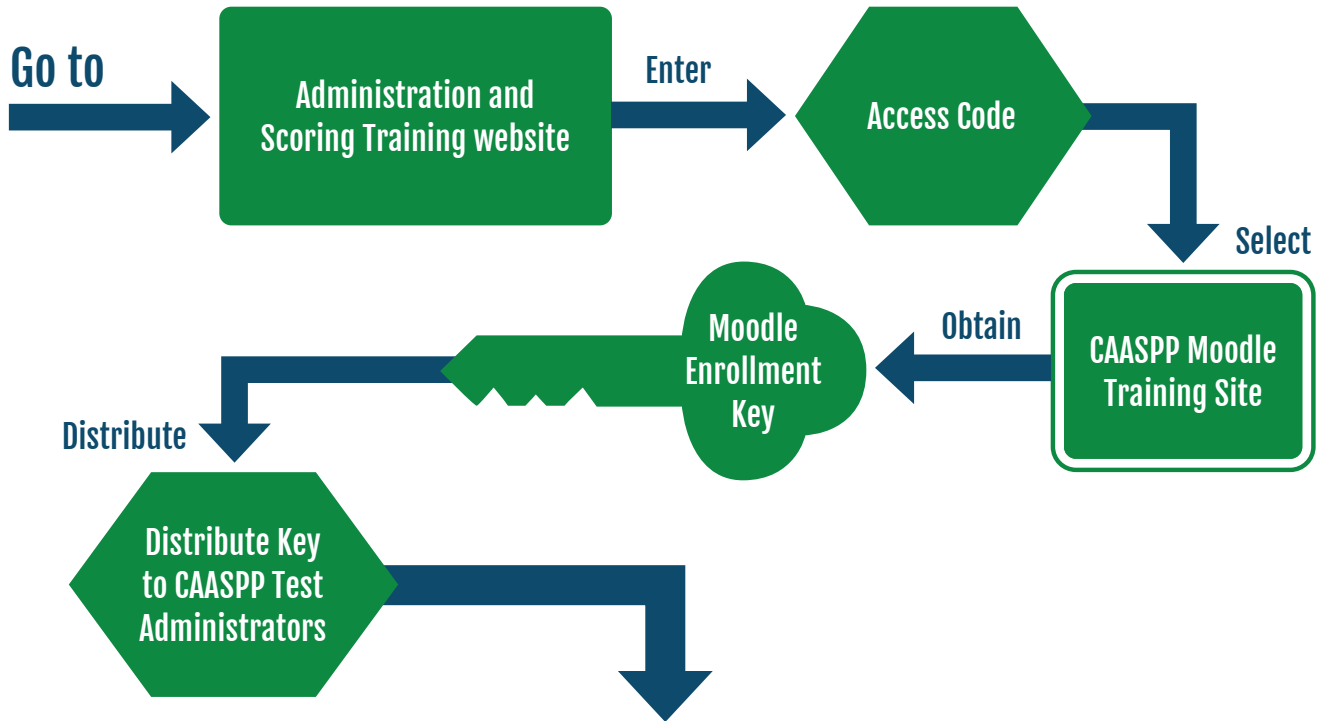 Go to
Administration and
Scoring Training website
Enter
Access Code
Select
CAASPP Moodle
Training Site
Obtain
Moodle
Enrollment
Key
Distribute
Distribute Key
to CAASPP Test
Administrators